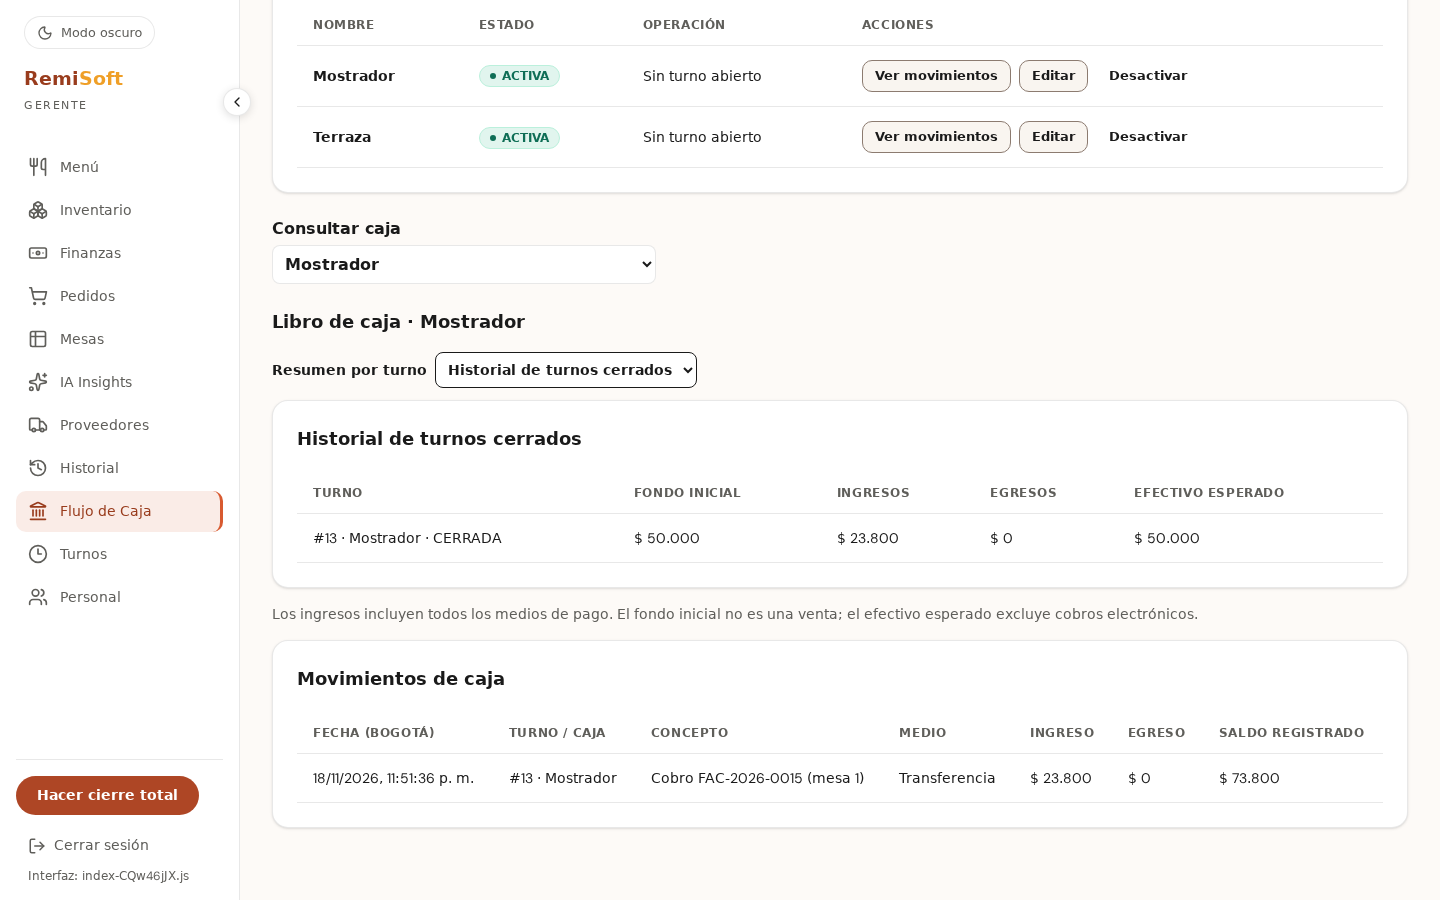 Modo oscuro
RemiSoft
GERENTE
Menú
Inventario
Finanzas
Pedidos
Mesas
IA Insights
Proveedores
Historial
Flujo de Caja
Turnos
Personal
Hacer cierre total
Cerrar sesión
Interfaz: index-CQw46jJX.js
NOMBRE ESTADO OPERACIÓN ACCIONES
Mostrador ACTIVA Sin turno abierto Ver movimientos Editar Desactivar
Terraza ACTIVA Sin turno abierto Ver movimientos Editar Desactivar
Consultar caja
Mostrador
Libro de caja · Mostrador
Resumen por turno Historial de turnos cerrados
Historial de turnos cerrados
TURNO FONDO INICIAL INGRESOS EGRESOS EFECTIVO ESPERADO
#13 · Mostrador · CERRADA $ 50.000 $ 23.800 $ 0 $ 50.000
Los ingresos incluyen todos los medios de pago. El fondo inicial no es una venta; el efectivo esperado excluye cobros electrónicos.
Movimientos de caja
FECHA (BOGOTÁ) TURNO / CAJA CONCEPTO MEDIO INGRESO EGRESO SALDO REGISTRADO
18/11/2026, 11:51:36 p. m. #13 · Mostrador Cobro FAC-2026-0015 (mesa 1) Transferencia $ 23.800 $ 0 $ 73.800